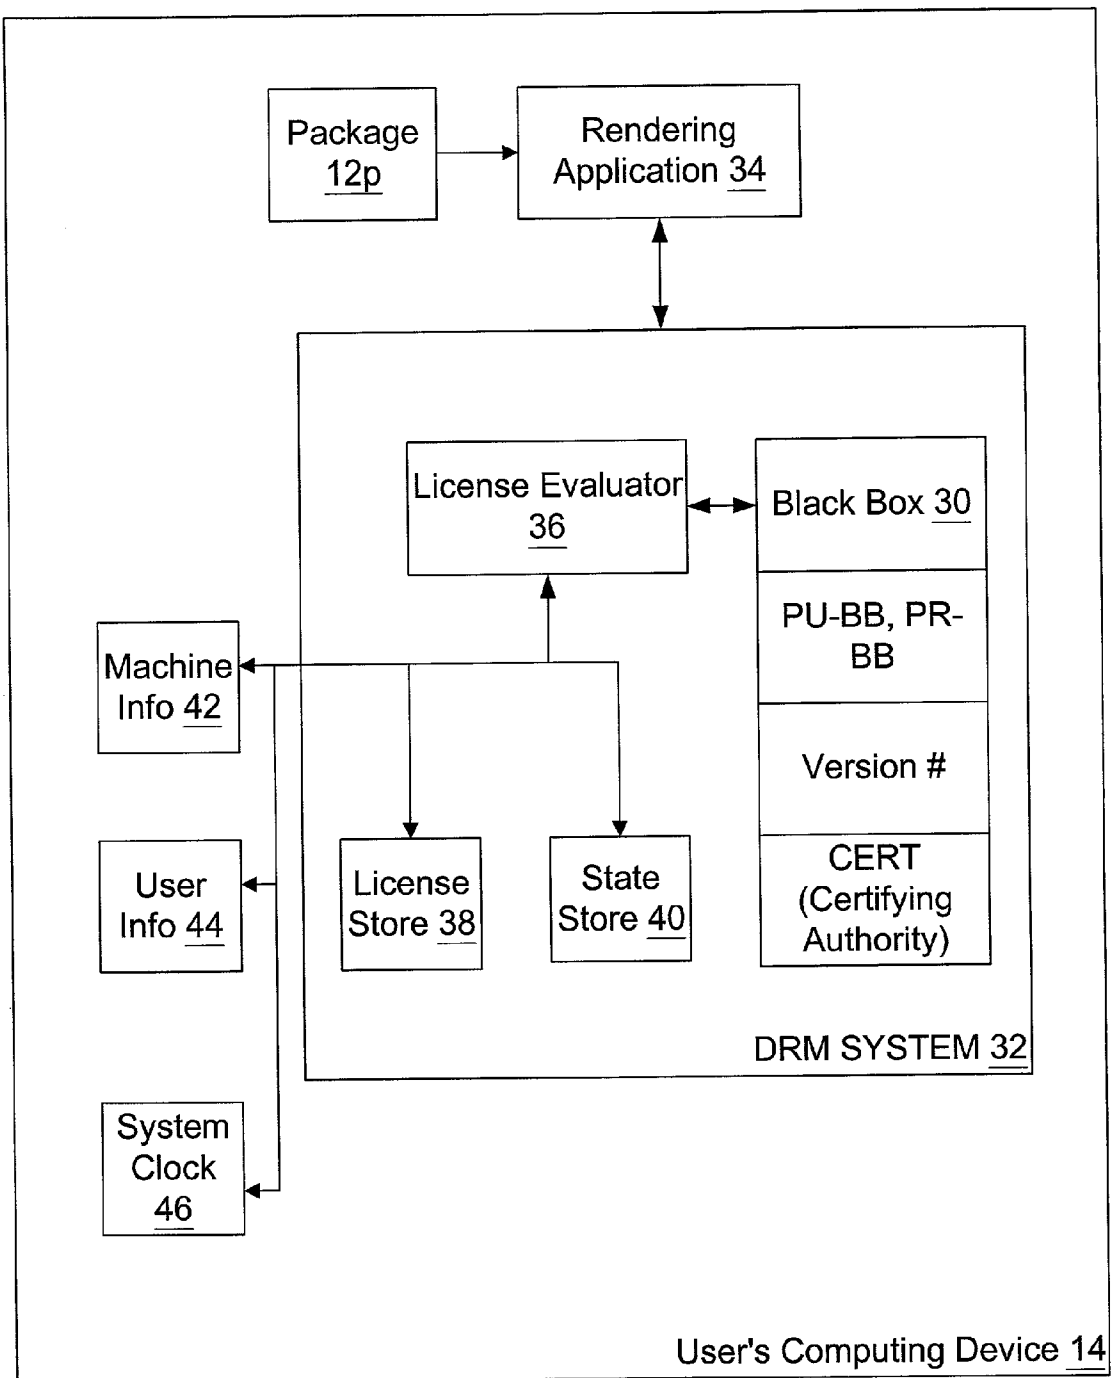 Package
12p
Rendering
Application 34
License Evaluator
36
Black Box 30
PU-BB, PR-
BB
Version #
CERT
(Certifying
Authority)
Machine
Info 42
User
Info 44
License
Store 38
State
Store 40
DRM SYSTEM 32
System
Clock
46
User's Computing Device 14